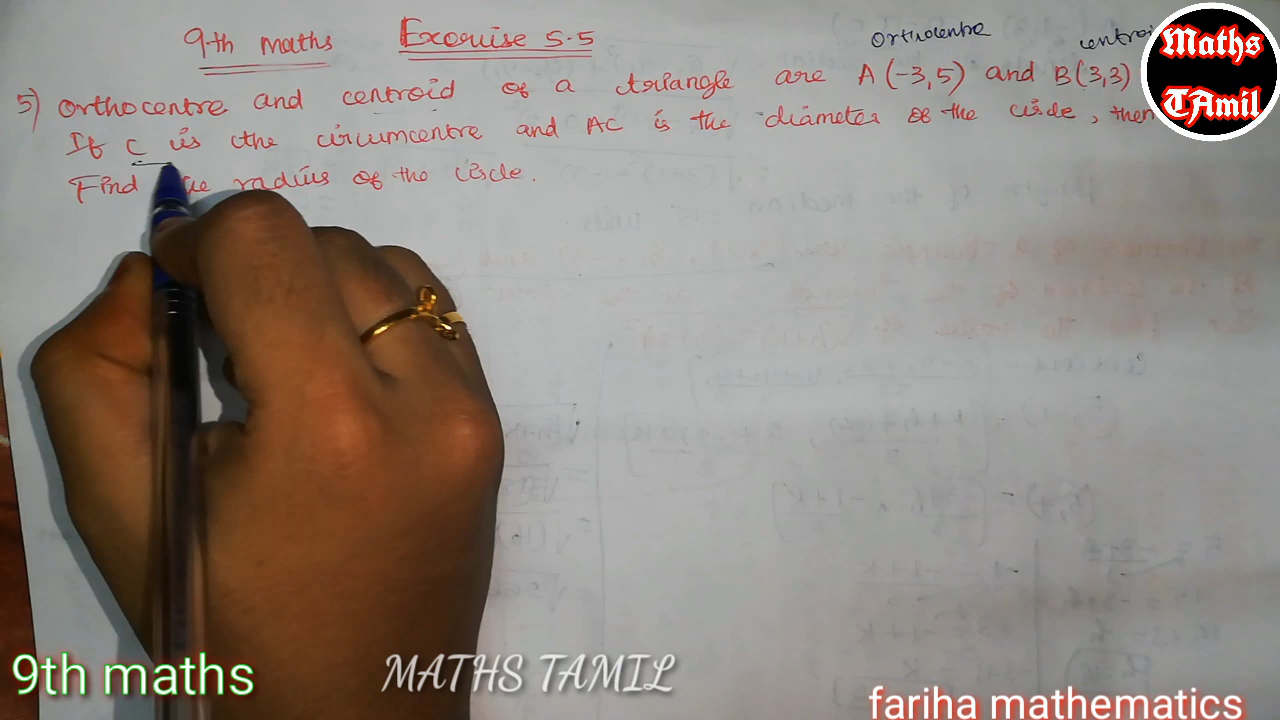 9-th maths Exercise 5.5
Orthocentre
5) Orthocentre and centroid of a triangle are A(-3,5) and B(3,3)
If C is the circumcentre and AC is the diameter of the circle, then
Find radius of the circle.
Maths
TAmil
9th maths
MATHS TAMIL
fariha mathematics